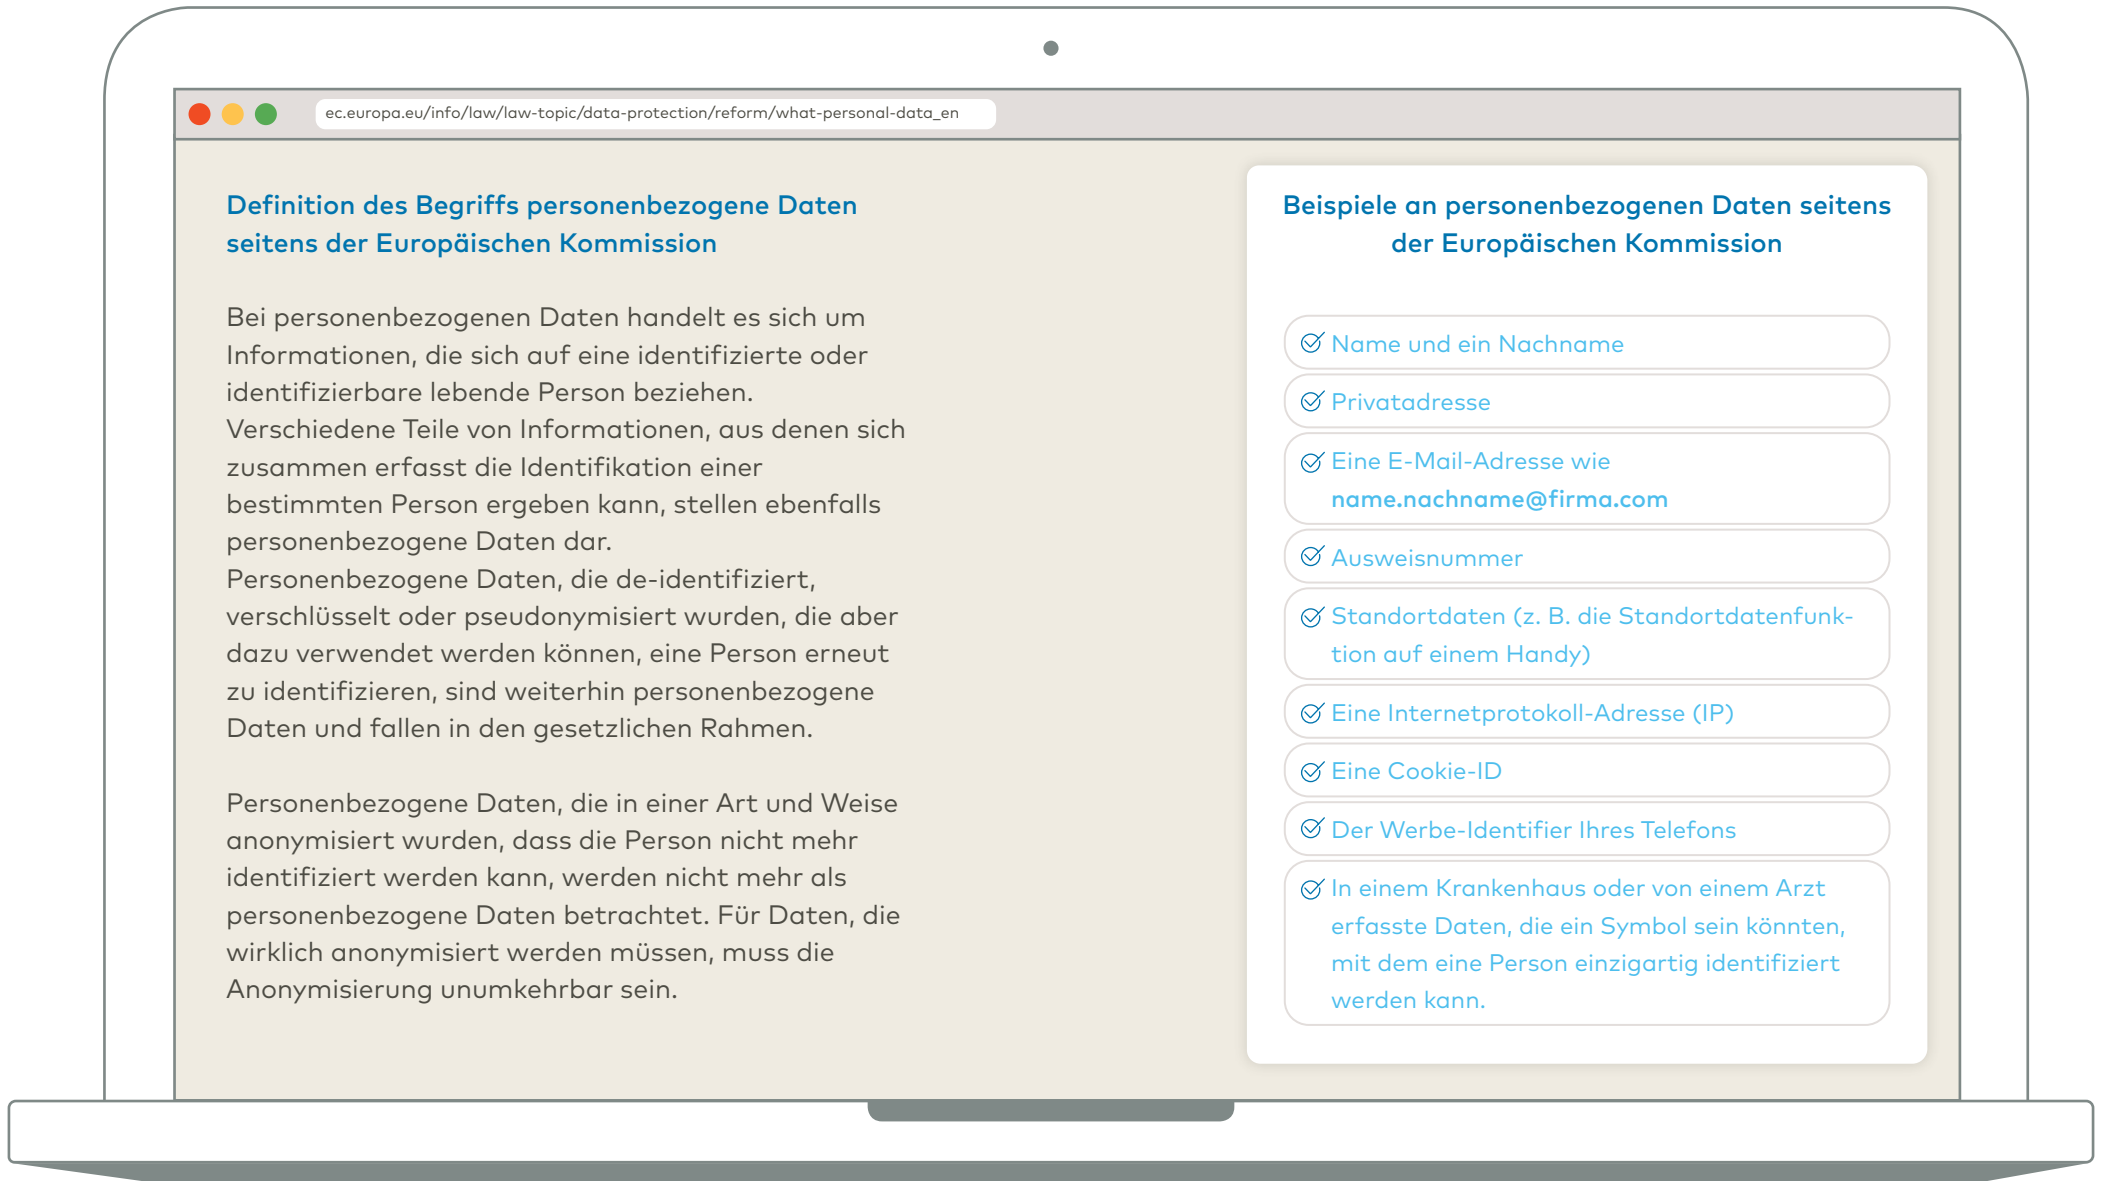 ec.europa.eu/info/law/law-topic/data-protection/reform/what-personal-data_en
Definition des Begriffs personenbezogene Daten
seitens der Europäischen Kommission
Bei personenbezogenen Daten handelt es sich um
Informationen, die sich auf eine identifizierte oder
identifizierbare lebende Person beziehen.
Verschiedene Teile von Informationen, aus denen sich
zusammen erfasst die Identifikation einer
bestimmten Person ergeben kann, stellen ebenfalls
personenbezogene Daten dar.
Personenbezogene Daten, die de-identifiziert,
verschlüsselt oder pseudonymisiert wurden, die aber
dazu verwendet werden können, eine Person erneut
zu identifizieren, sind weiterhin personenbezogene
Daten und fallen in den gesetzlichen Rahmen.
Personenbezogene Daten, die in einer Art und Weise
anonymisiert wurden, dass die Person nicht mehr
identifiziert werden kann, werden nicht mehr als
personenbezogene Daten betrachtet. Für Daten, die
wirklich anonymisiert werden müssen, muss die
Anonymisierung unumkehrbar sein.
Beispiele an personenbezogenen Daten seitens
der Europäischen Kommission
Name und ein Nachname
Privatadresse
Eine E-Mail-Adresse wie
name.nachname@firma.com
Ausweisnummer
Standortdaten (z. B. die Standortdatenfunk-
tion auf einem Handy)
Eine Internetprotokoll-Adresse (IP)
Eine Cookie-ID
Der Werbe-Identifier Ihres Telefons
In einem Krankenhaus oder von einem Arzt
erfasste Daten, die ein Symbol sein könnten,
mit dem eine Person einzigartig identifiziert
werden kann.